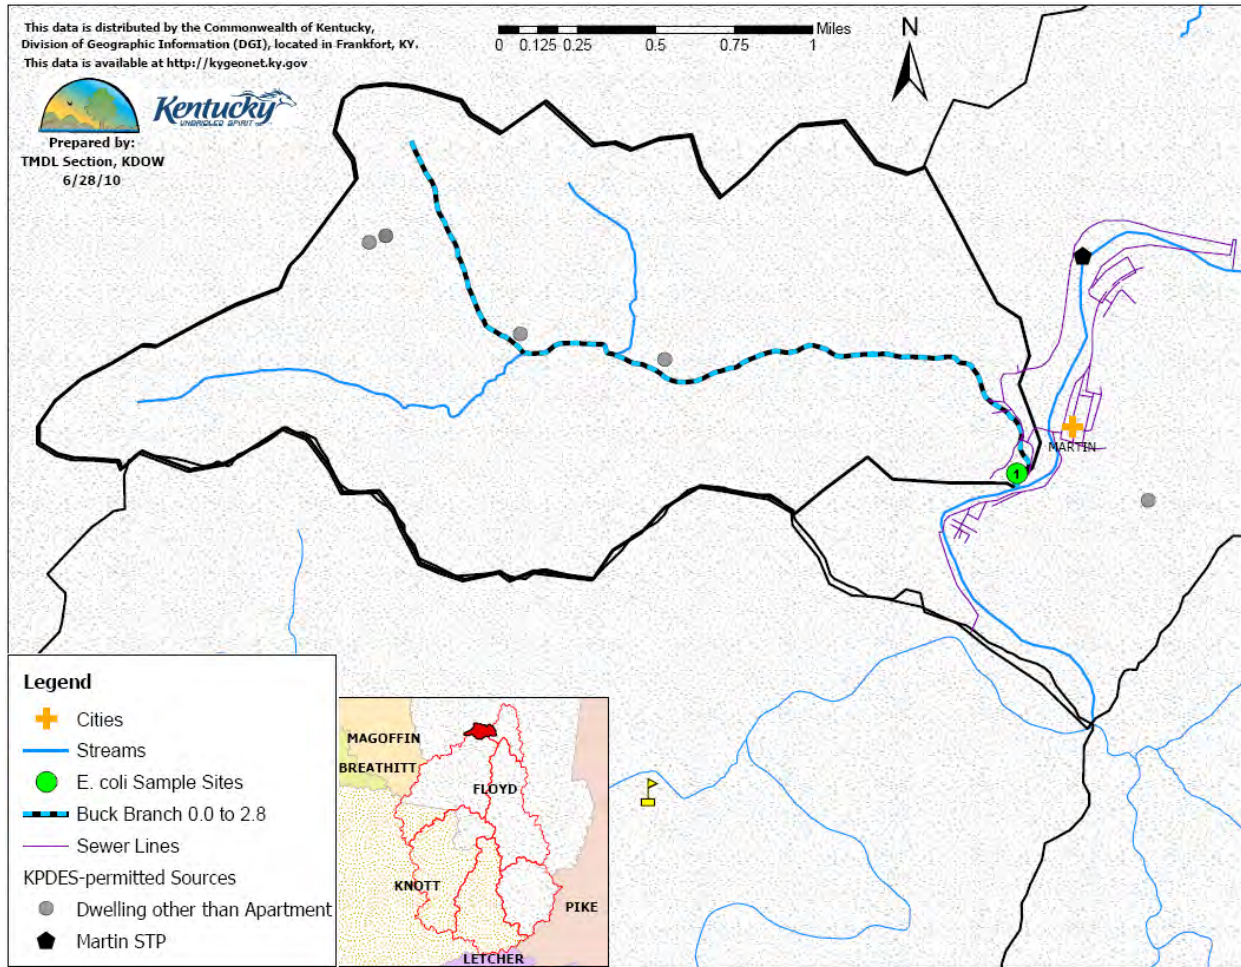 This data is distributed by the Commonwealth of Kentucky,
Division of Geographic Information (DGI), located in Frankfort, KY.
This data is available at http://kygeonet.ky.gov
Kentucky
UNBRIDLED SPIRIT
Prepared by:
TMDL Section, KDOW
6/28/10
Miles
0 0.125 0.25 0.5 0.75 1
N
MARTIN
1
Legend
Cities
Streams
E. coli Sample Sites
Buck Branch 0.0 to 2.8
Sewer Lines
KPDES-permitted Sources
Dwelling other than Apartment
Martin STP
MAGOFFIN
BREATHITT
FLOYD
KNOTT
PIKE
LETCHER